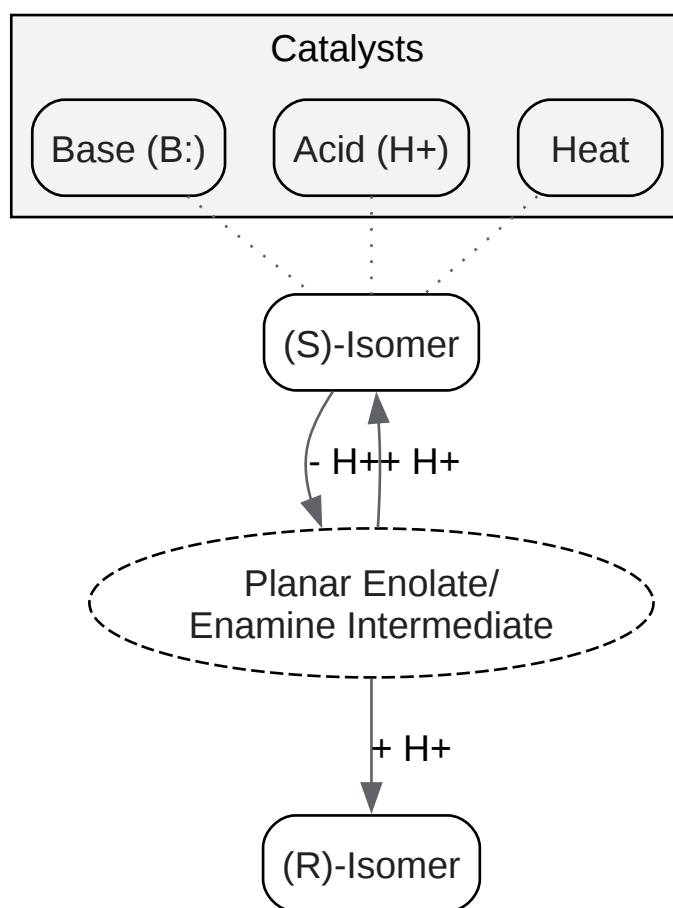 Catalysts
Base (B:)
Acid (H+)
Heat
(S)-Isomer
- H+
+ H+
Planar Enolate/
Enamine Intermediate
+ H+
(R)-Isomer